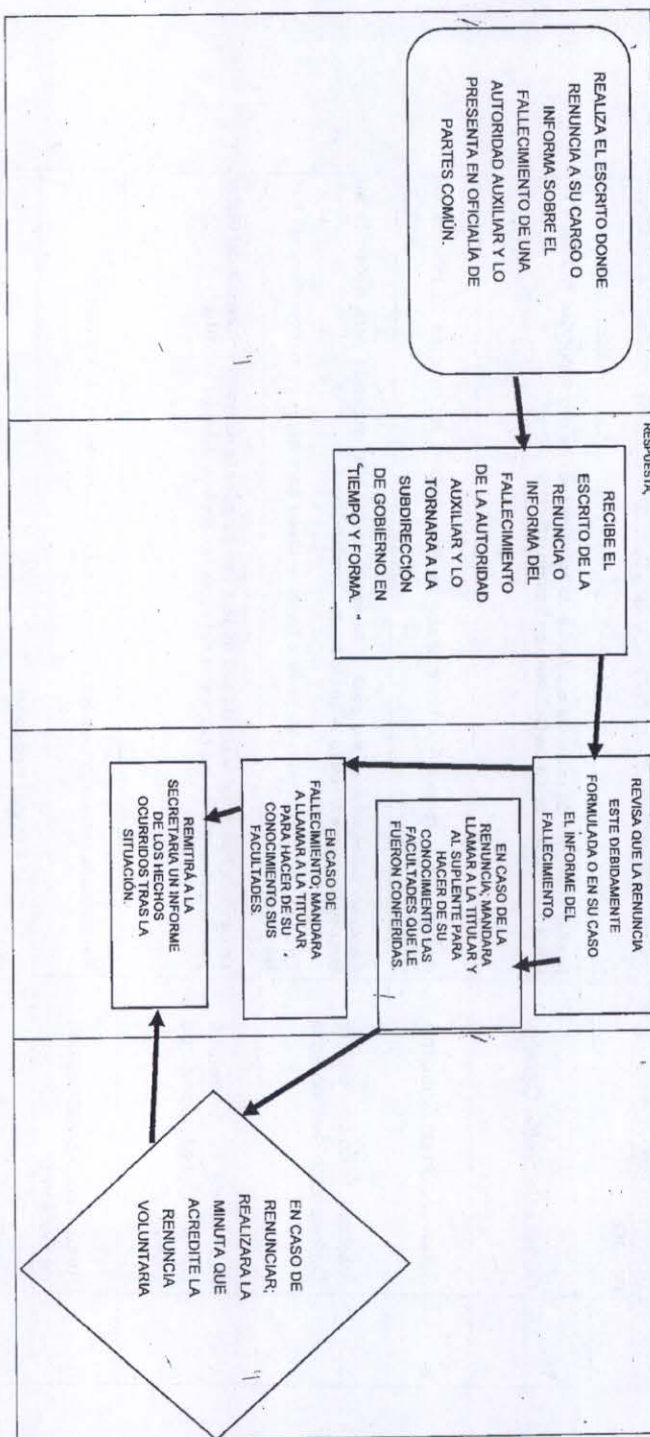 REALIZA EL ESCRITO DONDE
RENUNCIA A SU CARGO O
INFORMA SOBRE EL
FALLECIMIENTO DE UNA
AUTORIDAD AUXILIAR Y LO
PRESENTA EN OFICIALÍA DE
PARTES COMÚN.
RESPUESTA,
RECIBE EL
ESCRITO DE LA
RENUNCIA O
INFORMA DEL
FALLECIMIENTO
DE LA AUTORIDAD
AUXILIAR Y LO
TORNARA A LA
SUBDIRECCIÓN
DE GOBIERNO EN
TIEMPO Y FORMA.
REVISA QUE LA RENUNCIA
ESTE DEBIDAMENTE
FORMULADA O EN SU CASO
EL INFORME DEL
FALLECIMIENTO.
EN CASO DE LA
RENUNCIA; MANDARA
LLAMAR A LA TITULAR Y
AL SUPLENTE PARA
HACER DE SU
CONOCIMIENTO LAS
FACULTADES QUE LE
FUERON CONFERIDAS.
EN CASO DE
FALLECIMIENTO; MANDARA
A LLAMAR A LA TITULAR
PARA HACER DE SU
CONOCIMIENTO SUS
FACULTADES.
REMITIRÁ A LA
SECRETARIA UN INFORME
DE LOS HECHOS
OCURRIDOS TRAS LA
SITUACIÓN.
EN CASO DE
RENUNCIAR;
REALIZARA LA
MINUTA QUE
ACREDITE LA
RENUNCIA
VOLUNTARIA